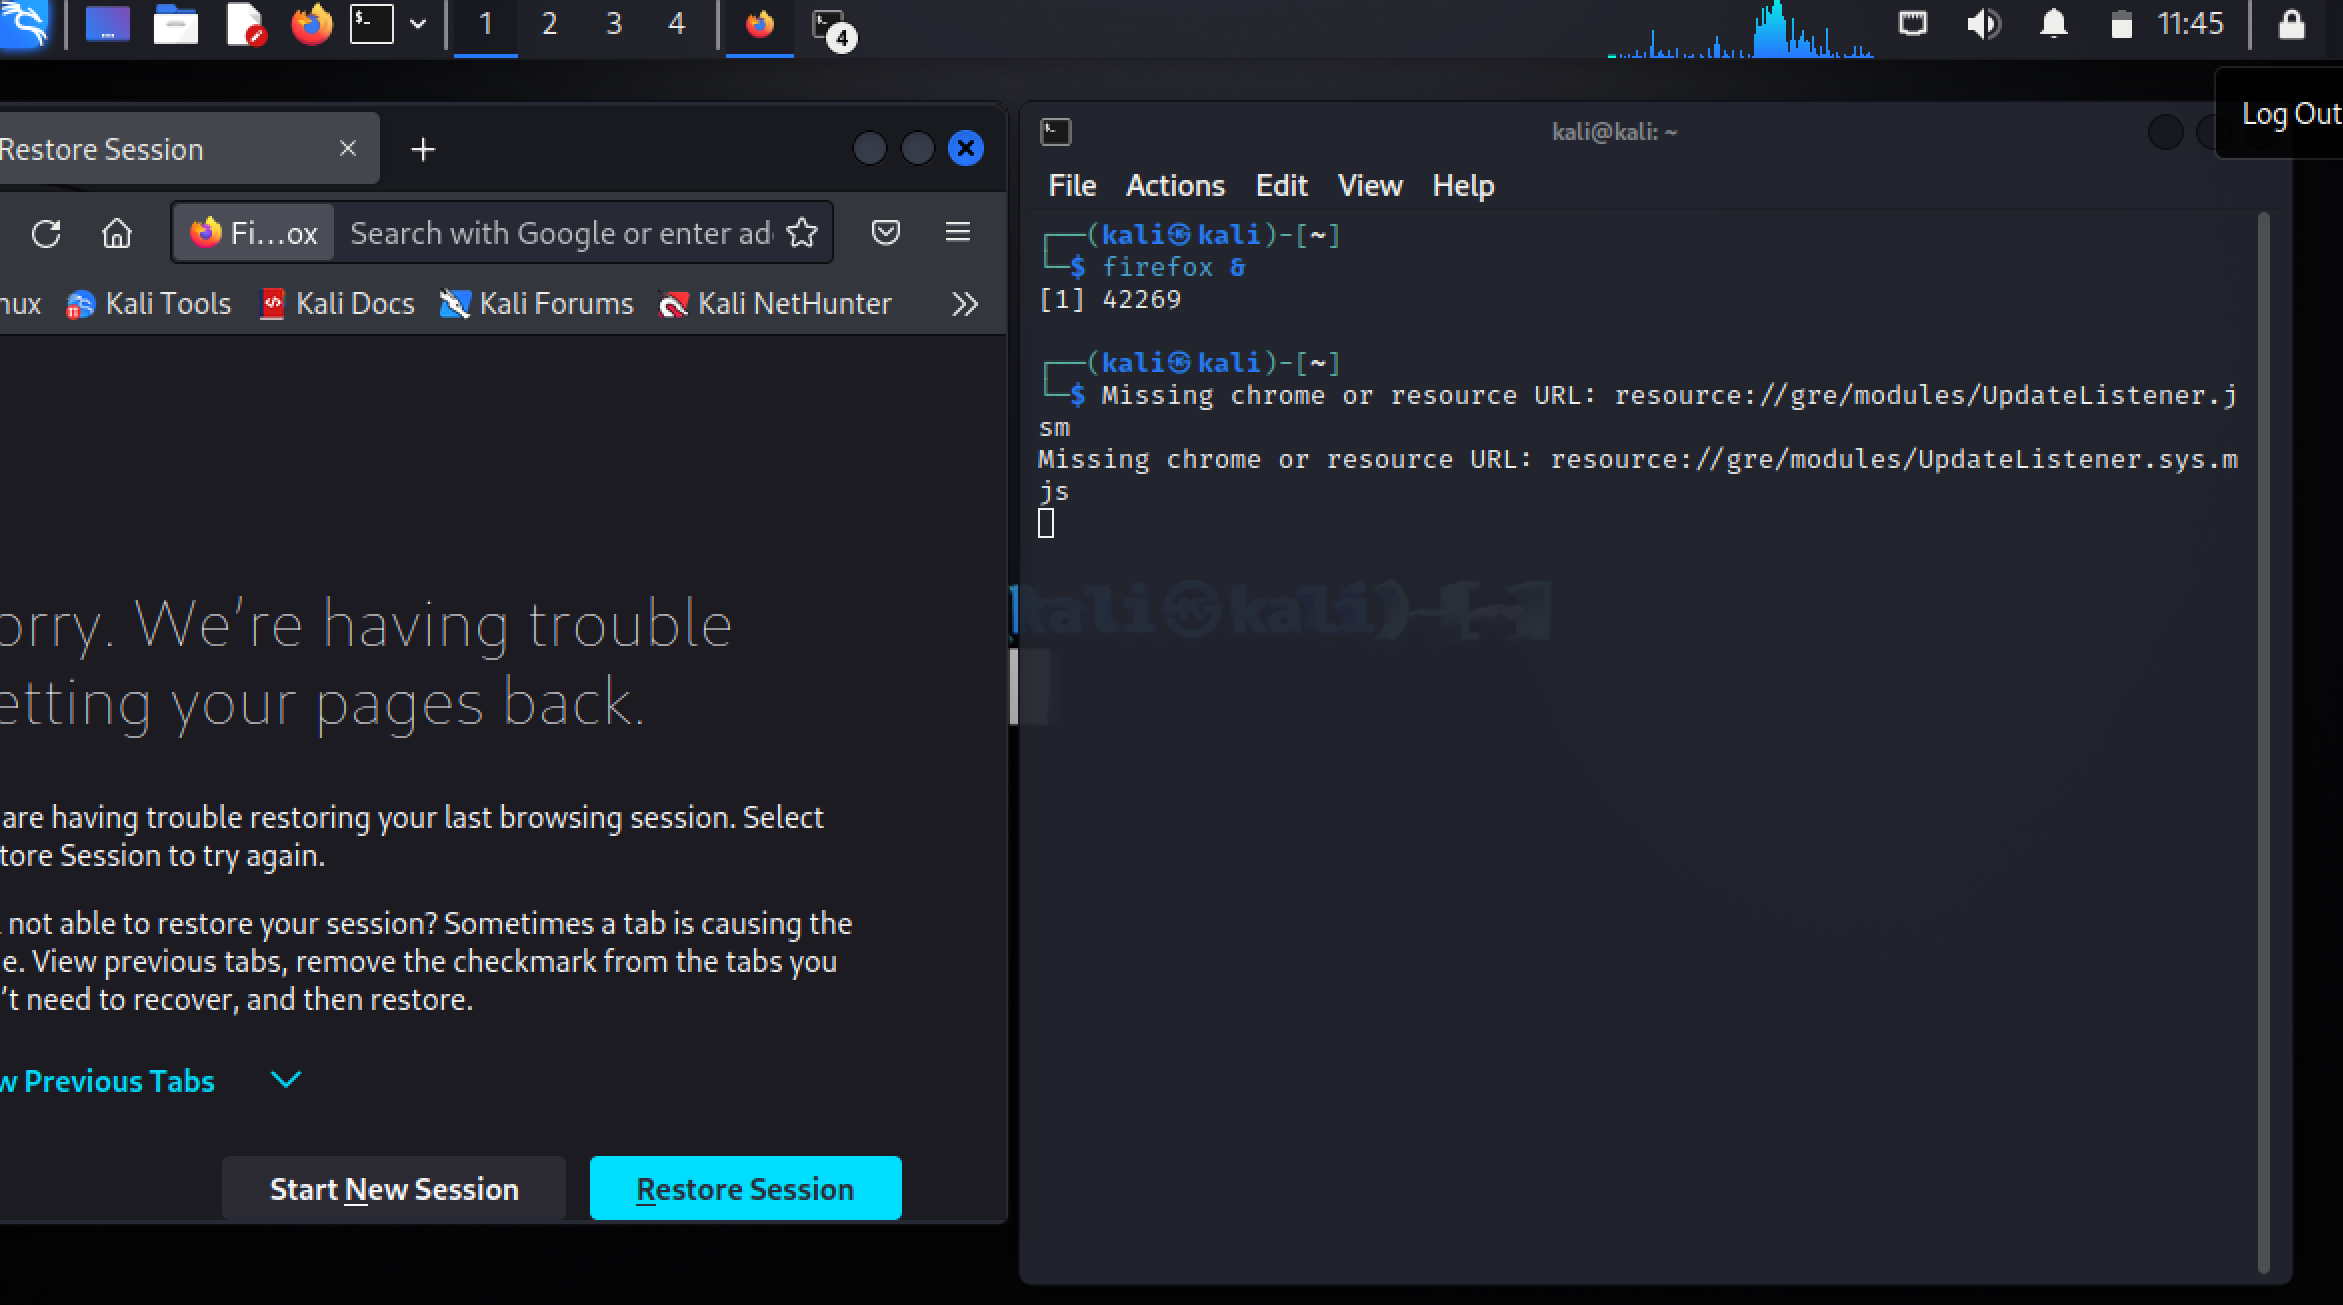 1 2 3 4 4 11:45
Log Out
Restore Session
Fi...ox Search with Google or enter ad
nux Kali Tools Kali Docs Kali Forums Kali NetHunter
orry. We're having trouble
etting your pages back.
are having trouble restoring your last browsing session. Select
tore Session to try again.
not able to restore your session? Sometimes a tab is causing the
e. View previous tabs, remove the checkmark from the tabs you
't need to recover, and then restore.
w Previous Tabs
Start New Session Restore Session
kali@kali: ~
File Actions Edit View Help
┌──(kali㉿kali)-[~]
└─$ firefox &
[1] 42269
┌──(kali㉿kali)-[~]
└─$ Missing chrome or resource URL: resource://gre/modules/UpdateListener.j
sm
Missing chrome or resource URL: resource://gre/modules/UpdateListener.sys.m
js
kali㉿kali)-[~]